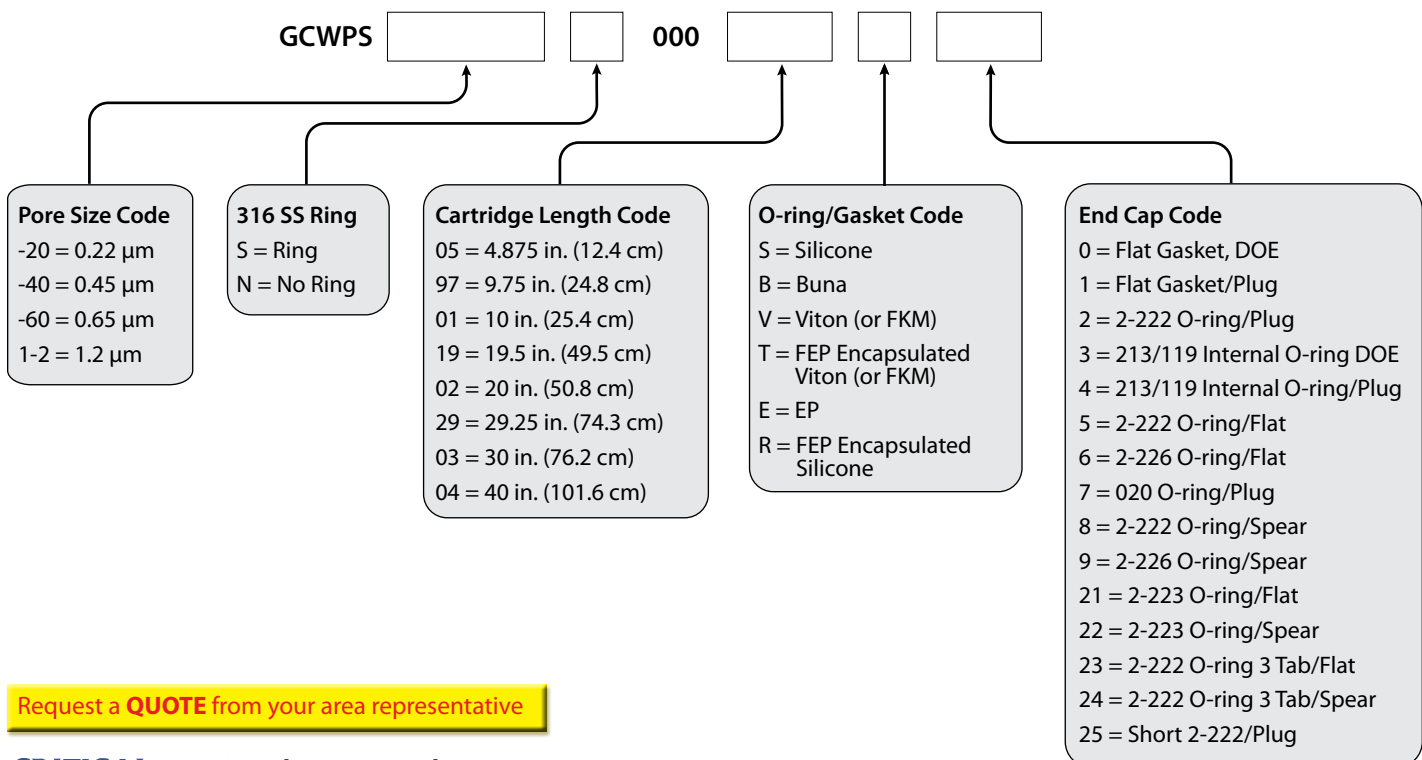 GCWPS 000
Pore Size Code
-20 = 0.22 µm
-40 = 0.45 µm
-60 = 0.65 µm
1-2 = 1.2 µm
316 SS Ring
S = Ring
N = No Ring
Cartridge Length Code
05 = 4.875 in. (12.4 cm)
97 = 9.75 in. (24.8 cm)
01 = 10 in. (25.4 cm)
19 = 19.5 in. (49.5 cm)
02 = 20 in. (50.8 cm)
29 = 29.25 in. (74.3 cm)
03 = 30 in. (76.2 cm)
04 = 40 in. (101.6 cm)
O-ring/Gasket Code
S = Silicone
B = Buna
V = Viton (or FKM)
T = FEP Encapsulated
Viton (or FKM)
E = EP
R = FEP Encapsulated
Silicone
End Cap Code
0 = Flat Gasket, DOE
1 = Flat Gasket/Plug
2 = 2-222 O-ring/Plug
3 = 213/119 Internal O-ring DOE
4 = 213/119 Internal O-ring/Plug
5 = 2-222 O-ring/Flat
6 = 2-226 O-ring/Flat
7 = 020 O-ring/Plug
8 = 2-222 O-ring/Spear
9 = 2-226 O-ring/Spear
21 = 2-223 O-ring/Flat
22 = 2-223 O-ring/Spear
23 = 2-222 O-ring 3 Tab/Flat
24 = 2-222 O-ring 3 Tab/Spear
25 = Short 2-222/Plug
Request a QUOTE from your area representative